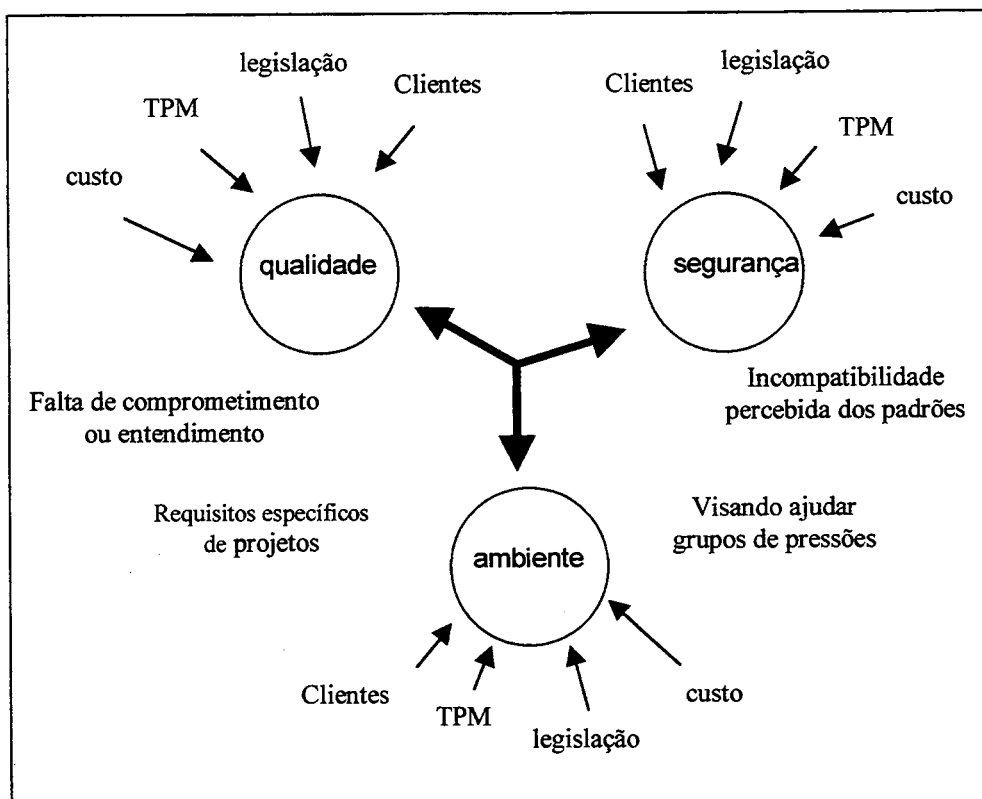 legislação
Clientes
TPM
custo
qualidade
Clientes
legislação
TPM
custo
segurança
Falta de comprometimento
ou entendimento
Incompatibilidade
percebida dos padrões
Requisitos específicos
de projetos
Visando ajudar
grupos de pressões
ambiente
Clientes
TPM
legislação
custo